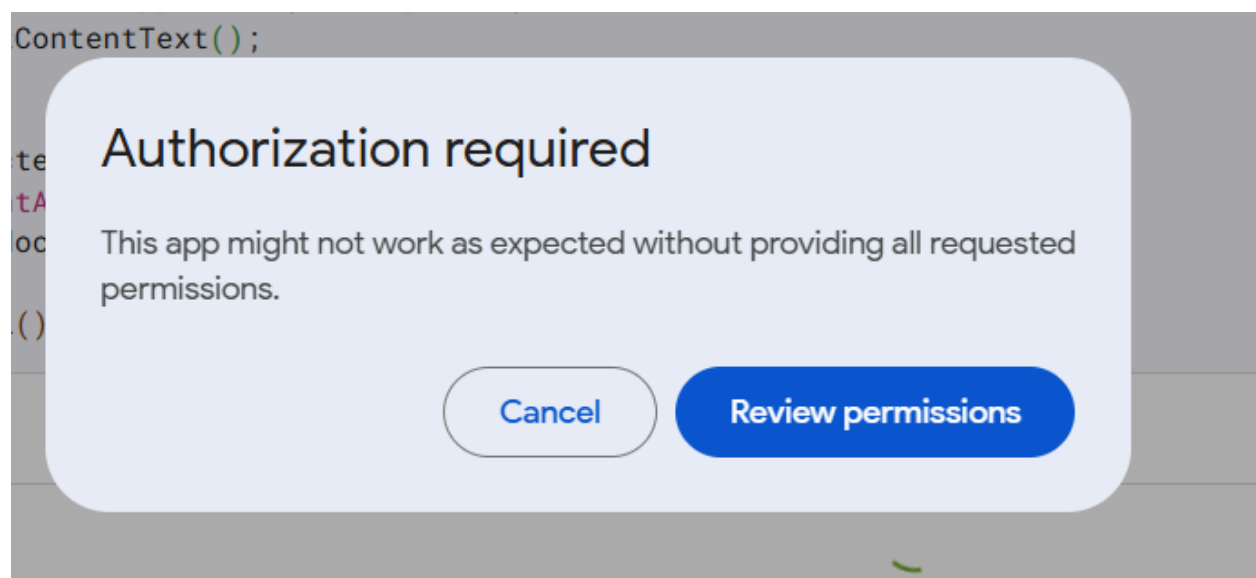 ContentText();
Authorization required
This app might not work as expected without providing all requested
permissions.
Cancel
Review permissions